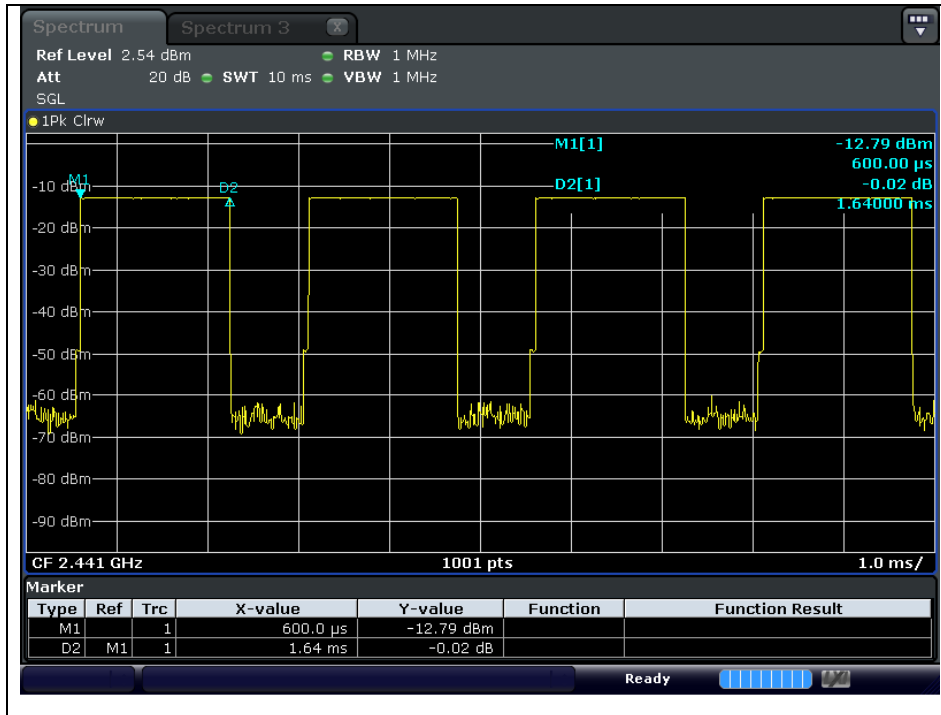 Spectrum Spectrum 3 X
Ref Level 2.54 dBm RBW 1 MHz
Att 20 dB SWT 10 ms VBW 1 MHz
SGL
1Pk Clrw
M1[1] -12.79 dBm
600.00 µs
D2[1] -0.02 dB
1.64000 ms
M1
D2
-10 dBm
-20 dBm
-30 dBm
-40 dBm
-50 dBm
-60 dBm
-70 dBm
-80 dBm
-90 dBm
CF 2.441 GHz 1001 pts 1.0 ms/
Marker
Type Ref Trc X-value Y-value Function Function Result
M1 1 600.0 µs -12.79 dBm
D2 M1 1 1.64 ms -0.02 dB
Ready